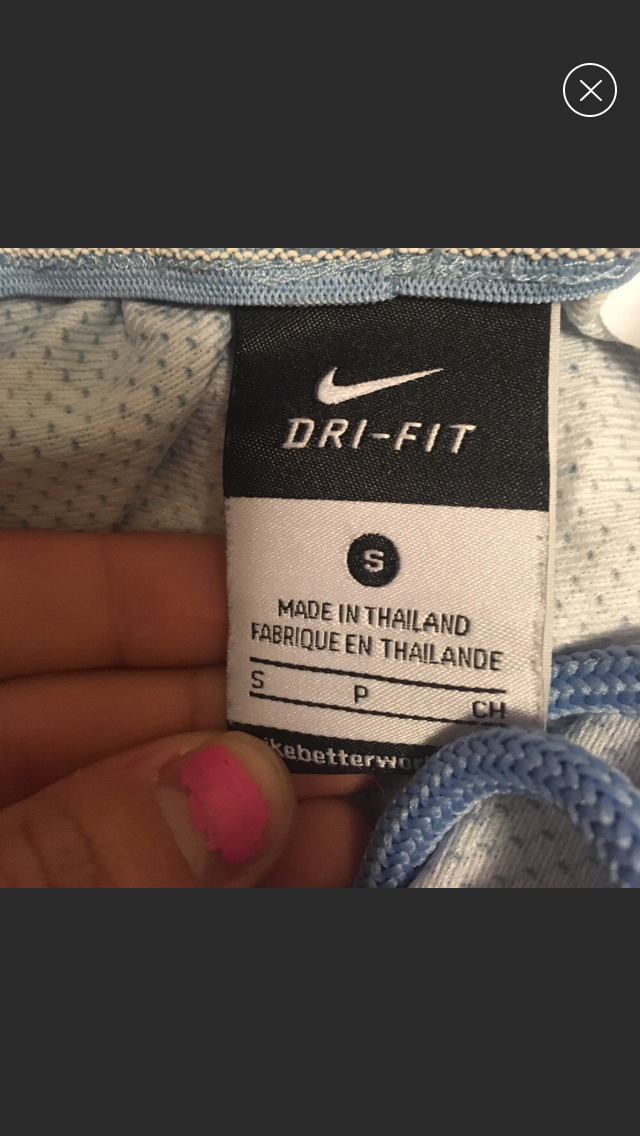 DRI-FIT
S
MADE IN THAILAND
FABRIQUE EN THAILANDE
S P CH